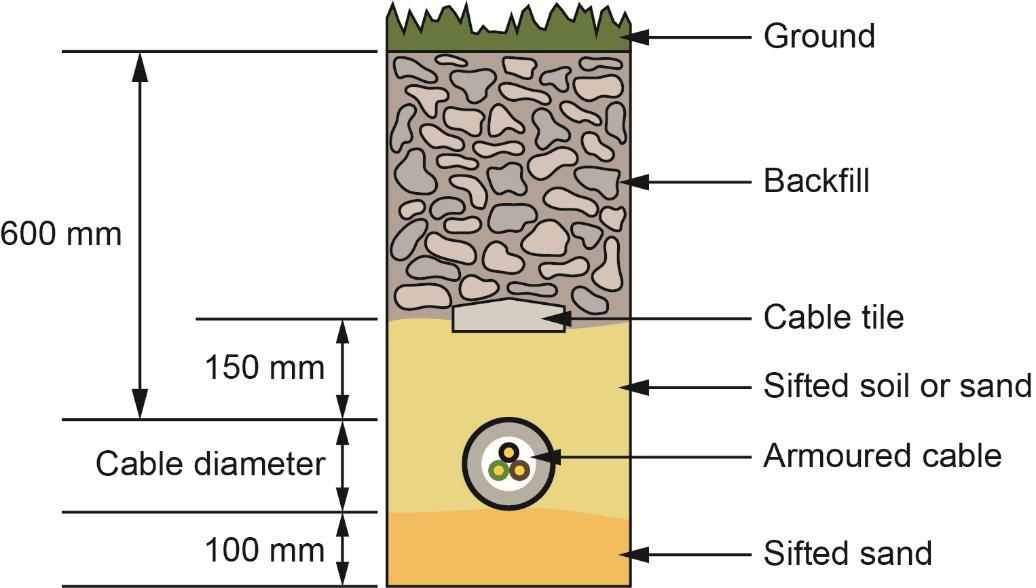 Ground
Backfill
600 mm
Cable tile
150 mm
Sifted soil or sand
Cable diameter
Armoured cable
100 mm
Sifted sand